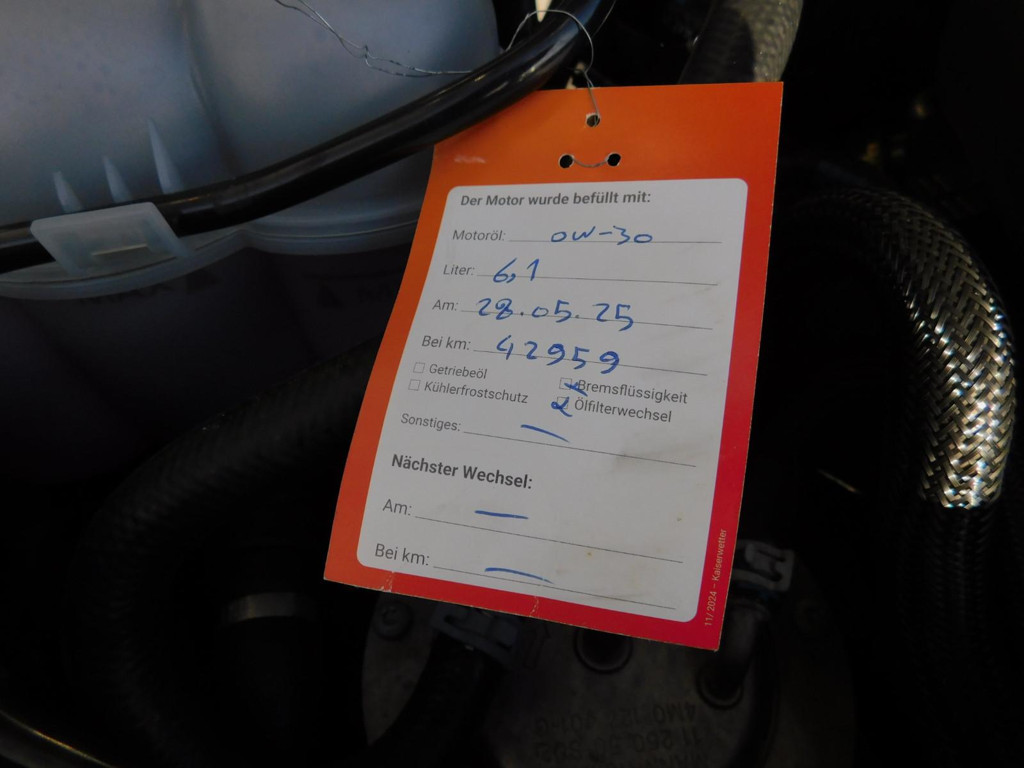 Der Motor wurde befüllt mit:
Motoröl: 0W-30
Liter: 6,1
Am: 28.05.25
Bei km: 42959
Getriebeöl
Bremsflüssigkeit
Kühlerfrostschutz
Ölfilterwechsel
Sonstiges: —
Nächster Wechsel:
Am: —
Bei km: —
11/2024 – Kaiserwetter